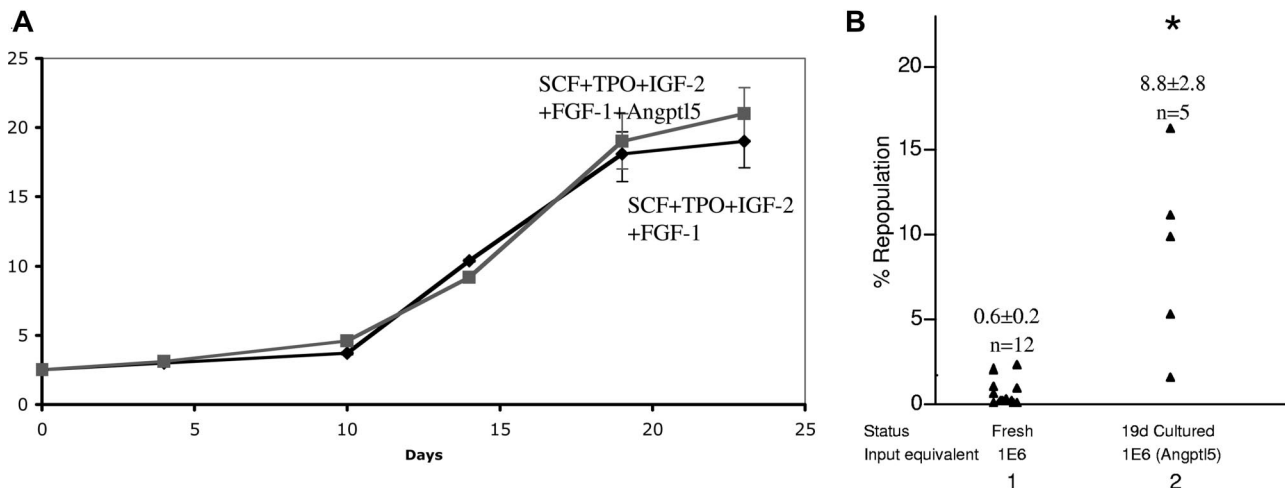 A
25
20
15
10
5
0
0 5 10 15 20 25
Days
SCF+TPO+IGF-2
+FGF-1+Angptl5
SCF+TPO+IGF-2
+FGF-1
B
% Repopulation
20
15
10
5
0
*
8.8±2.8
n=5
0.6±0.2
n=12
Status Fresh 19d Cultured
Input equivalent 1E6 1E6 (Angptl5)
1 2